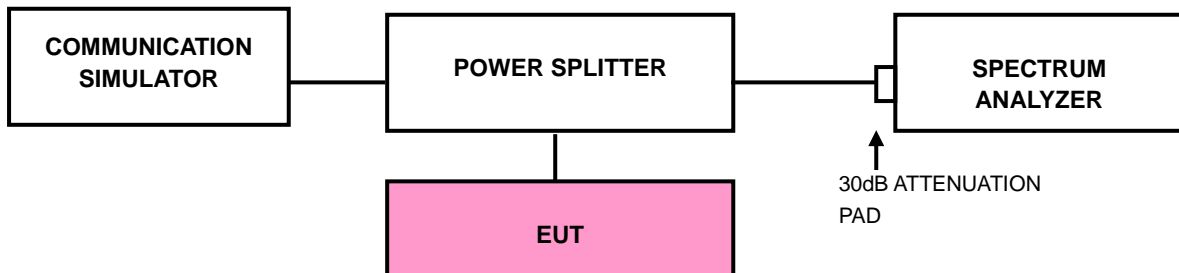 COMMUNICATION
SIMULATOR
POWER SPLITTER
SPECTRUM
ANALYZER
30dB ATTENUATION
PAD
EUT